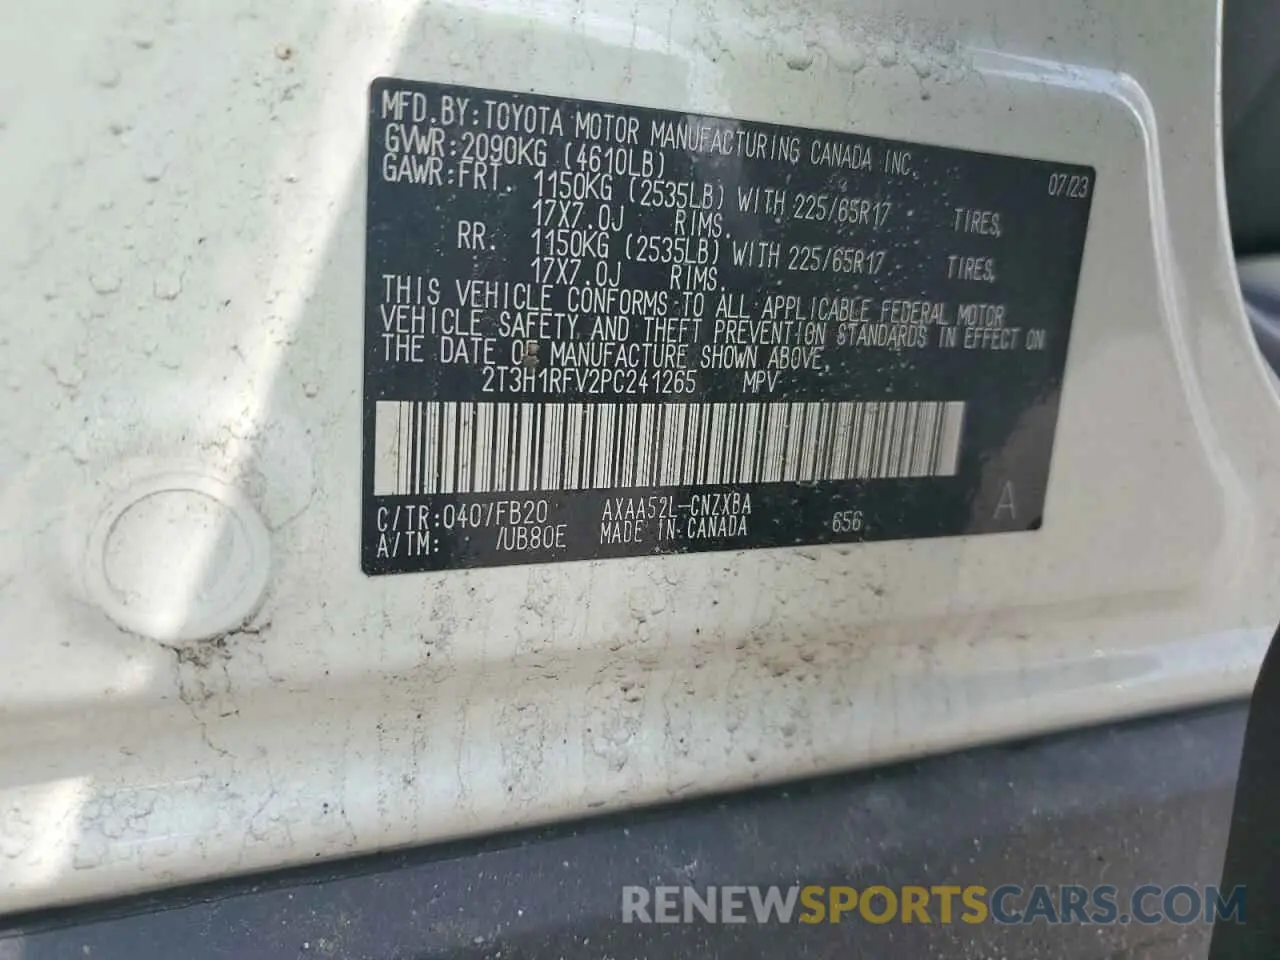 MFD.BY:TOYOTA MOTOR MANUFACTURING CANADA INC.
GVWR:2090KG (4610LB) 07/23
GAWR:FRT. 1150KG (2535LB) WITH 225/65R17 TIRES,
17X7.0J RIMS.
RR. 1150KG (2535LB) WITH 225/65R17 TIRES,
17X7.0J RIMS.
THIS VEHICLE CONFORMS TO ALL APPLICABLE FEDERAL MOTOR
VEHICLE SAFETY AND THEFT PREVENTION STANDARDS IN EFFECT ON
THE DATE OF MANUFACTURE SHOWN ABOVE.
2T3H1RFV2PC241265 MPV
C/TR:040/FB20 AXAA52L-CNZXBA A
A/TM: /UB80E MADE IN CANADA 656
RENEWSPORTSCARS.COM